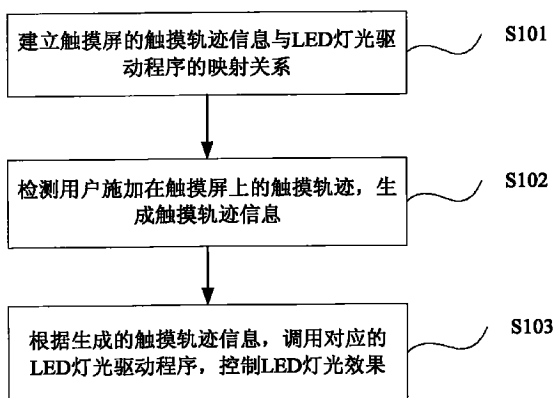 建立触摸屏的触摸轨迹信息与LED灯光驱
动程序的映射关系
S101
检测用户施加在触摸屏上的触摸轨迹，生
成触摸轨迹信息
S102
根据生成的触摸轨迹信息，调用对应的
LED灯光驱动程序，控制LED灯光效果
S103